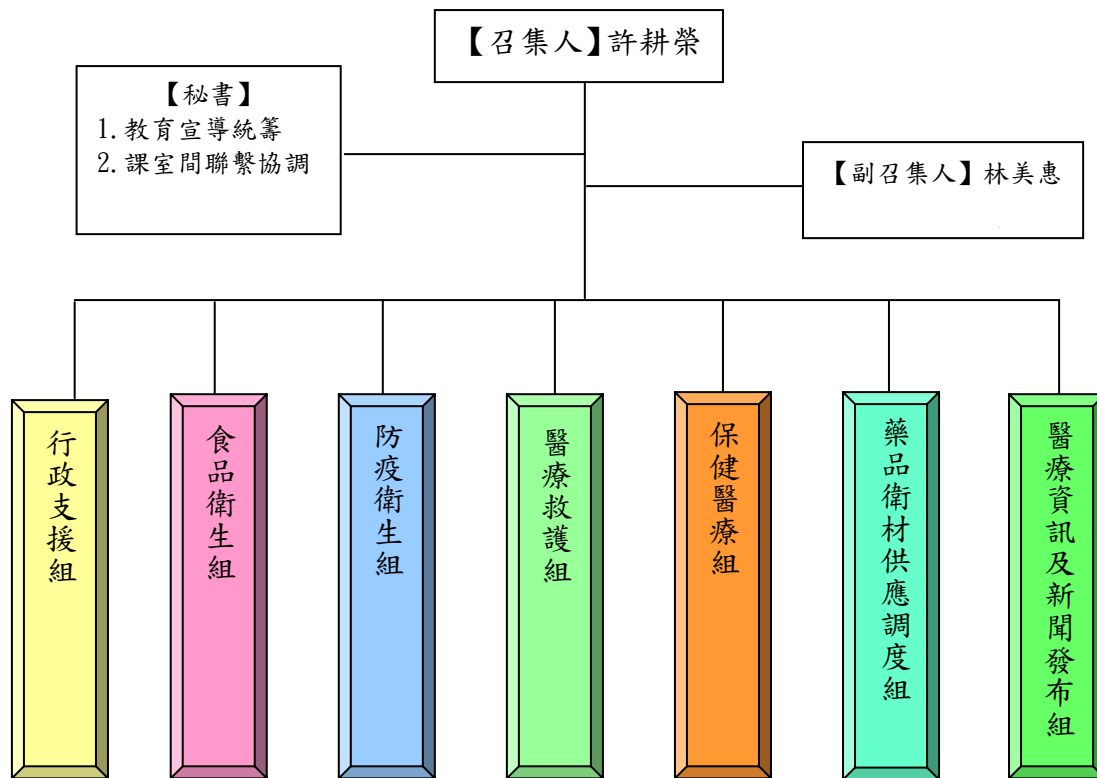 【召集人】許耕榮
【秘書】
1.教育宣導統籌
2.課室間聯繫協調
【副召集人】林美惠
行政支援組
食品衛生組
防疫衛生組
醫療救護組
保健醫療組
藥品衛材供應調度組
醫療資訊及新聞發布組